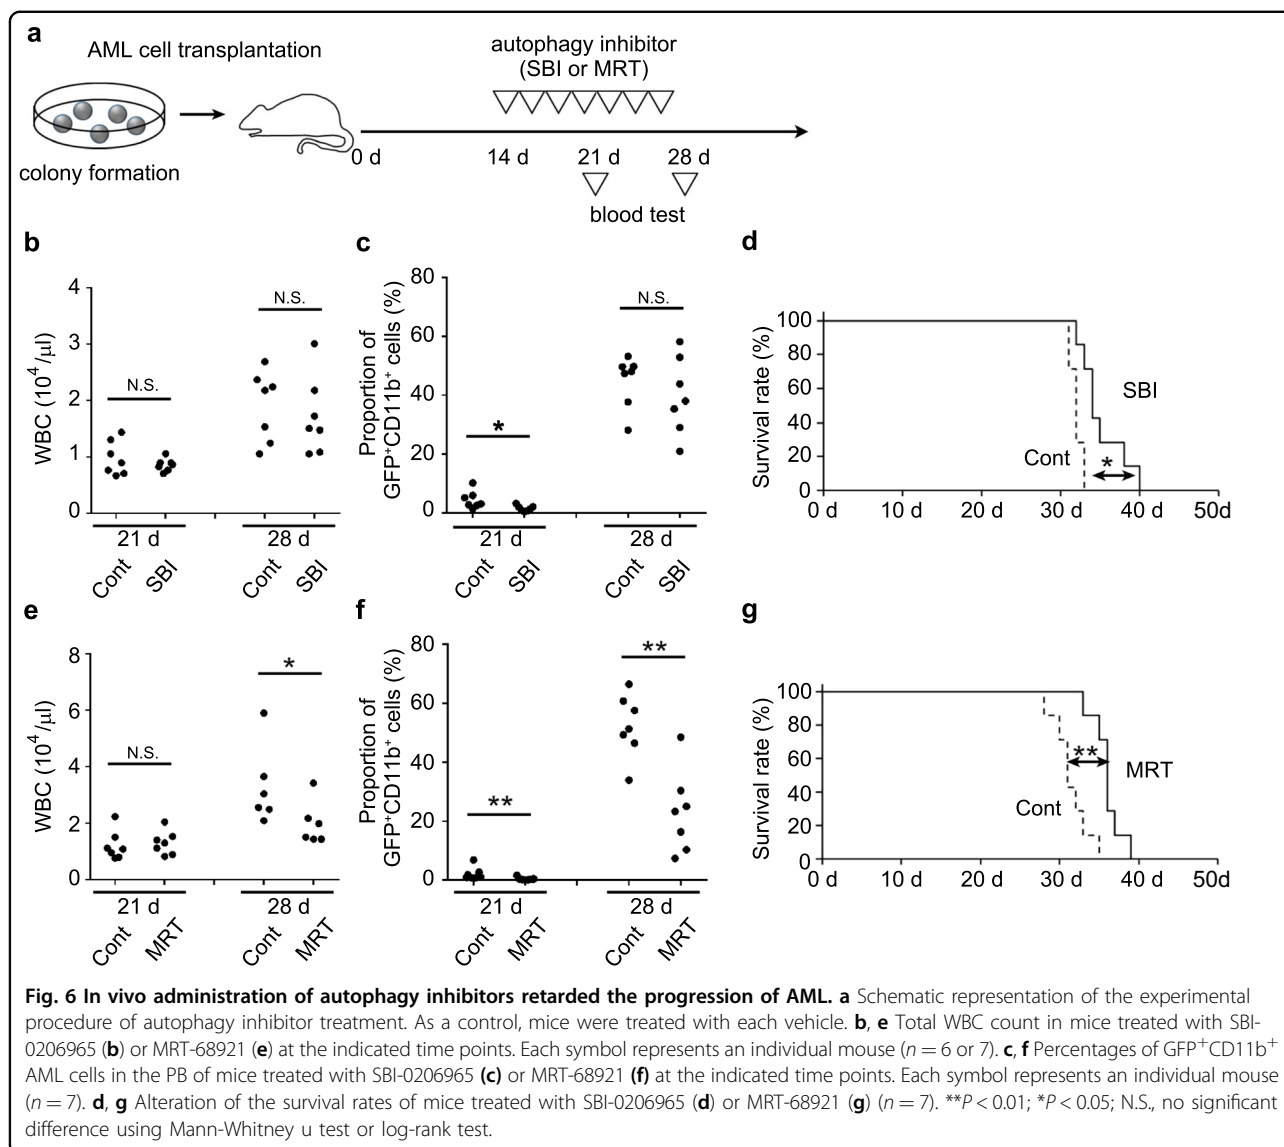 a
AML cell transplantation
colony formation
autophagy inhibitor
(SBI or MRT)
0 d
14 d
21 d
28 d
blood test
b
WBC (10⁴/μl)
4
3
2
1
0
N.S.
N.S.
21 d
28 d
Cont
SBI
Cont
SBI
c
Proportion of
GFP⁺CD11b⁺ cells (%)
80
60
40
20
0
*
N.S.
21 d
28 d
Cont
SBI
Cont
SBI
d
Survival rate (%)
100
80
60
40
20
0
SBI
Cont
*
0 d
10 d
20 d
30 d
40 d
50d
e
WBC (10⁴/μl)
8
6
4
2
0
N.S.
*
21 d
28 d
Cont
MRT
Cont
MRT
f
Proportion of
GFP⁺CD11b⁺ cells (%)
80
60
40
20
0
**
**
21 d
28 d
Cont
MRT
Cont
MRT
g
Survival rate (%)
100
80
60
40
20
0
**
MRT
Cont
0 d
10 d
20 d
30 d
40 d
50d
Fig. 6 In vivo administration of autophagy inhibitors retarded the progression of AML. a Schematic representation of the experimental
procedure of autophagy inhibitor treatment. As a control, mice were treated with each vehicle. b, e Total WBC count in mice treated with SBI-
0206965 (b) or MRT-68921 (e) at the indicated time points. Each symbol represents an individual mouse (n = 6 or 7). c, f Percentages of GFP⁺CD11b⁺
AML cells in the PB of mice treated with SBI-0206965 (c) or MRT-68921 (f) at the indicated time points. Each symbol represents an individual mouse
(n = 7). d, g Alteration of the survival rates of mice treated with SBI-0206965 (d) or MRT-68921 (g) (n = 7). **P < 0.01; *P < 0.05; N.S., no significant
difference using Mann-Whitney u test or log-rank test.